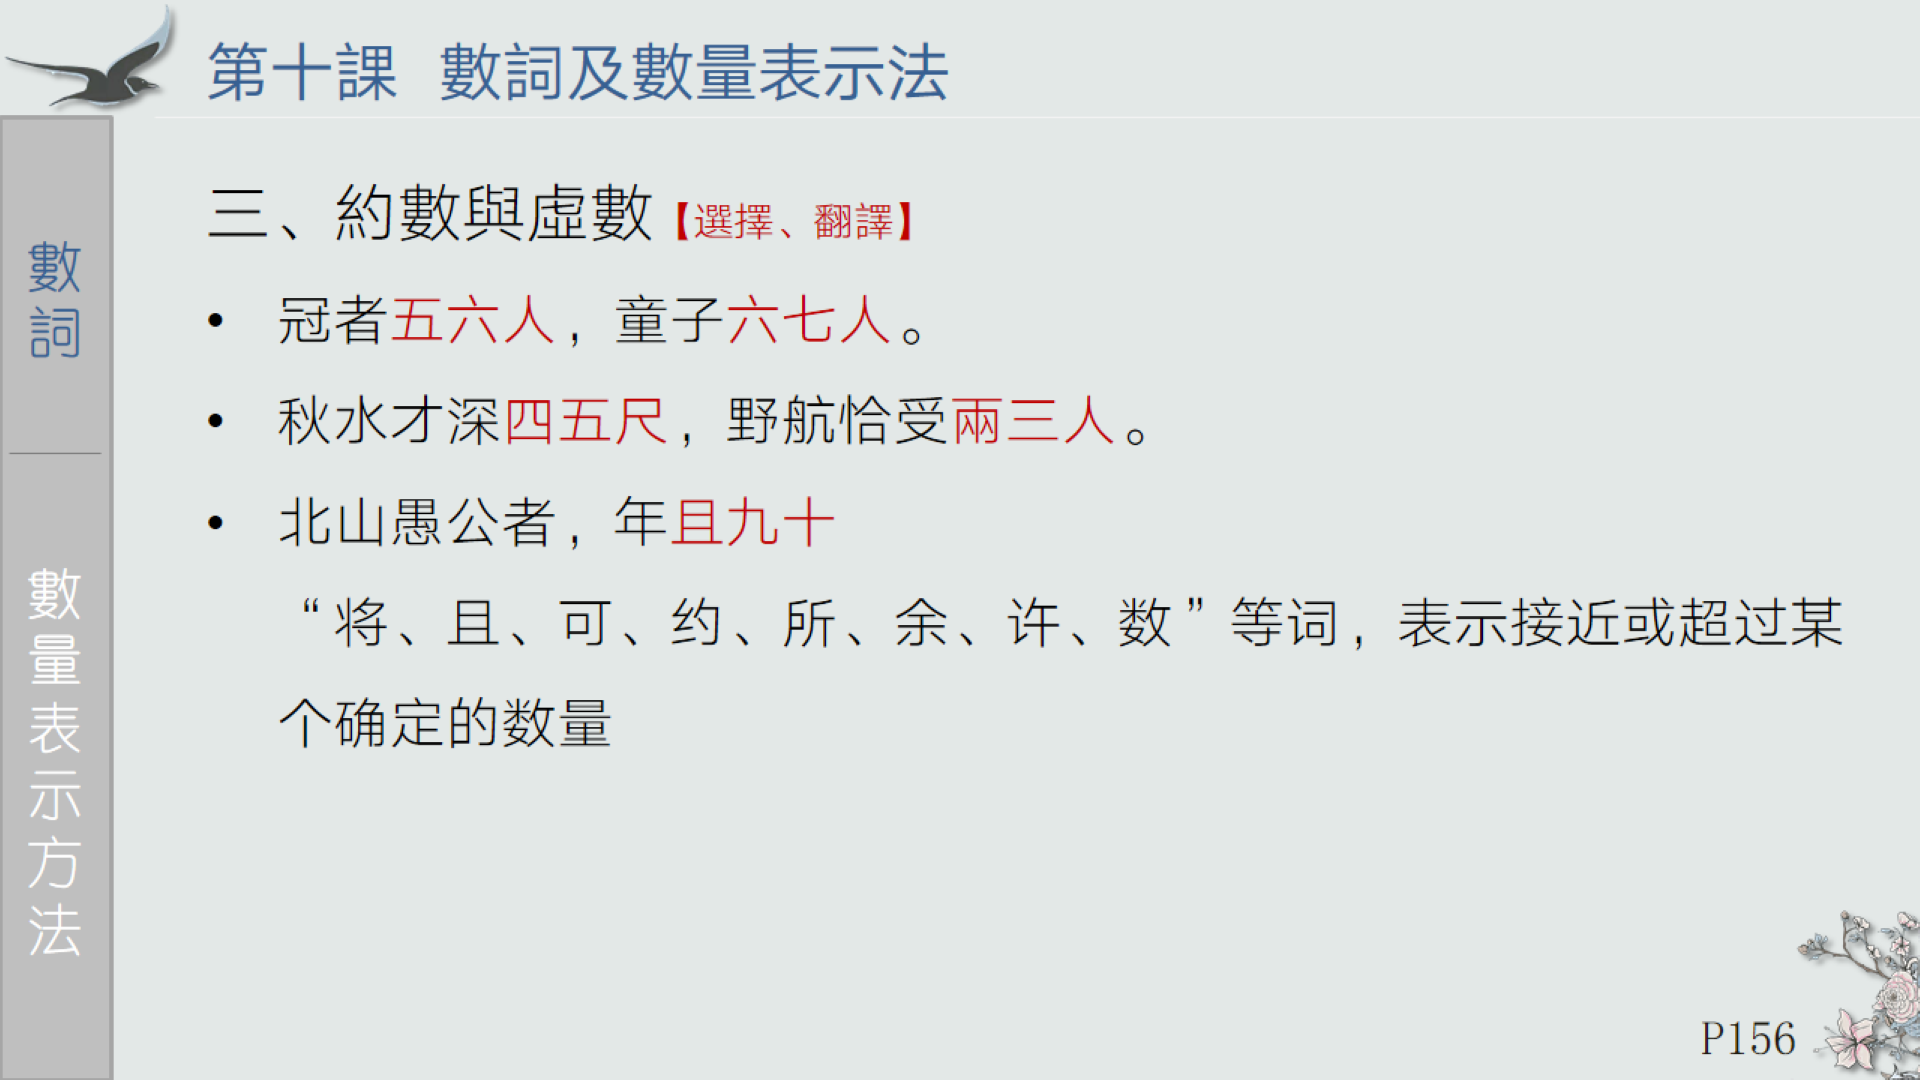 第十課 數詞及數量表示法
數詞
數量表示方法
三、約數與虛數【選擇、翻譯】
• 冠者五六人，童子六七人。
• 秋水才深四五尺，野航恰受兩三人。
• 北山愚公者，年且九十
“将、且、可、约、所、余、许、数”等词，表示接近或超过某
个确定的数量
P156